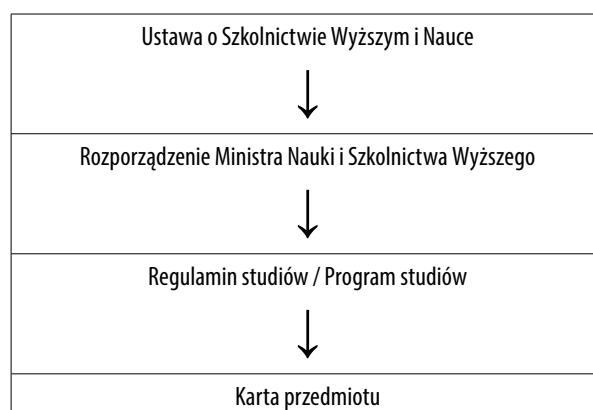 Ustawa o Szkolnictwie Wyższym i Nauce
Rozporządzenie Ministra Nauki i Szkolnictwa Wyższego
Regulamin studiów / Program studiów
Karta przedmiotu